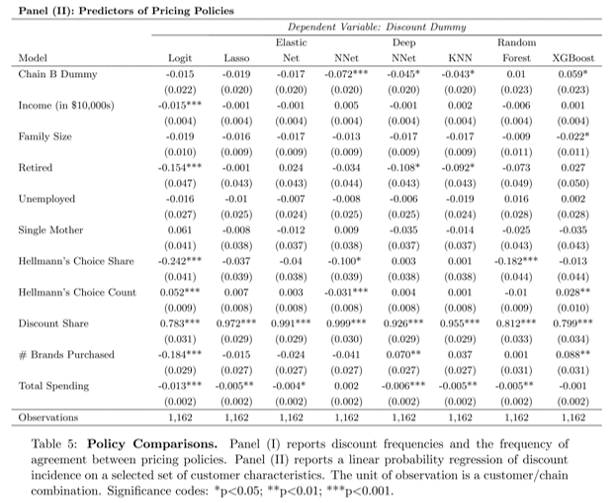 Panel (II): Predictors of Pricing Policies
Dependent Variable: Discount Dummy
Elastic Deep Random
Model Logit Lasso Net NNet NNet KNN Forest XGBoost
Chain B Dummy -0.015 -0.019 -0.017 -0.072*** -0.045* -0.043* 0.01 0.059*
(0.022) (0.020) (0.020) (0.020) (0.020) (0.020) (0.023) (0.023)
Income (in $10,000s) -0.015*** -0.001 -0.001 0.005 -0.001 0.002 -0.006 0.001
(0.004) (0.004) (0.004) (0.004) (0.004) (0.004) (0.004) (0.004)
Family Size -0.019 -0.016 -0.017 -0.013 -0.017 -0.017 -0.009 -0.022*
(0.010) (0.009) (0.009) (0.009) (0.009) (0.009) (0.011) (0.011)
Retired -0.154*** -0.001 0.024 -0.034 -0.108* -0.092* -0.073 0.027
(0.047) (0.043) (0.043) (0.044) (0.043) (0.043) (0.049) (0.050)
Unemployed -0.016 -0.01 -0.007 -0.008 -0.006 -0.019 0.016 0.002
(0.027) (0.025) (0.024) (0.025) (0.025) (0.024) (0.028) (0.028)
Single Mother 0.061 -0.008 -0.012 0.009 -0.035 -0.014 -0.025 -0.035
(0.041) (0.038) (0.037) (0.038) (0.037) (0.037) (0.043) (0.043)
Hellmann's Choice Share -0.242*** -0.037 -0.04 -0.100* 0.003 0.001 -0.182*** -0.013
(0.041) (0.039) (0.038) (0.039) (0.038) (0.038) (0.044) (0.044)
Hellmann's Choice Count 0.052*** 0.007 0.003 -0.031*** 0.004 0.001 -0.01 0.028**
(0.009) (0.008) (0.008) (0.008) (0.008) (0.008) (0.009) (0.010)
Discount Share 0.783*** 0.972*** 0.991*** 0.999*** 0.926*** 0.955*** 0.812*** 0.799***
(0.031) (0.029) (0.029) (0.030) (0.029) (0.029) (0.033) (0.034)
# Brands Purchased -0.184*** -0.015 -0.024 -0.041 0.070** 0.037 0.001 0.088**
(0.029) (0.027) (0.027) (0.027) (0.027) (0.027) (0.031) (0.031)
Total Spending -0.013*** -0.005** -0.004* 0.002 -0.006*** -0.005** -0.005** -0.001
(0.002) (0.002) (0.002) (0.002) (0.002) (0.002) (0.002) (0.002)
Observations 1,162 1,162 1,162 1,162 1,162 1,162 1,162 1,162
Table 5: Policy Comparisons. Panel (I) reports discount frequencies and the frequency of
agreement between pricing policies. Panel (II) reports a linear probability regression of discount
incidence on a selected set of customer characteristics. The unit of observation is a customer/chain
combination. Significance codes: *p<0.05; **p<0.01; ***p<0.001.